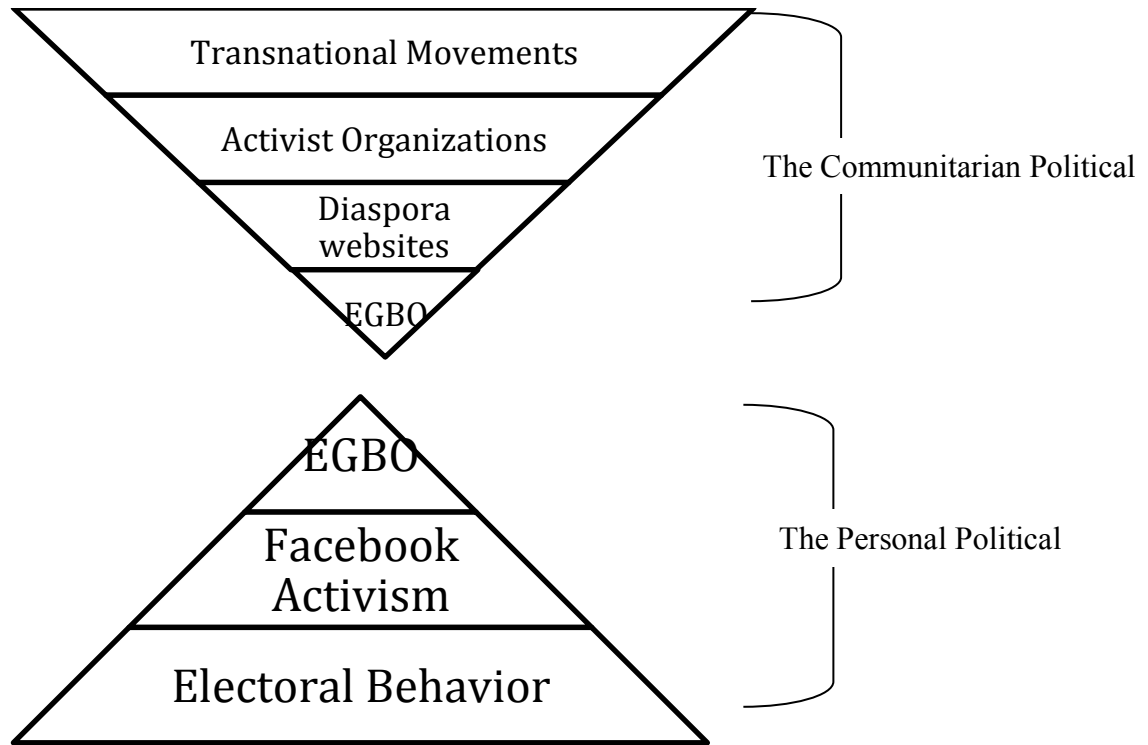 Transnational Movements
Activist Organizations
The Communitarian Political
Diaspora
websites
EGBO
EGBO
Facebook
Activism
The Personal Political
Electoral Behavior